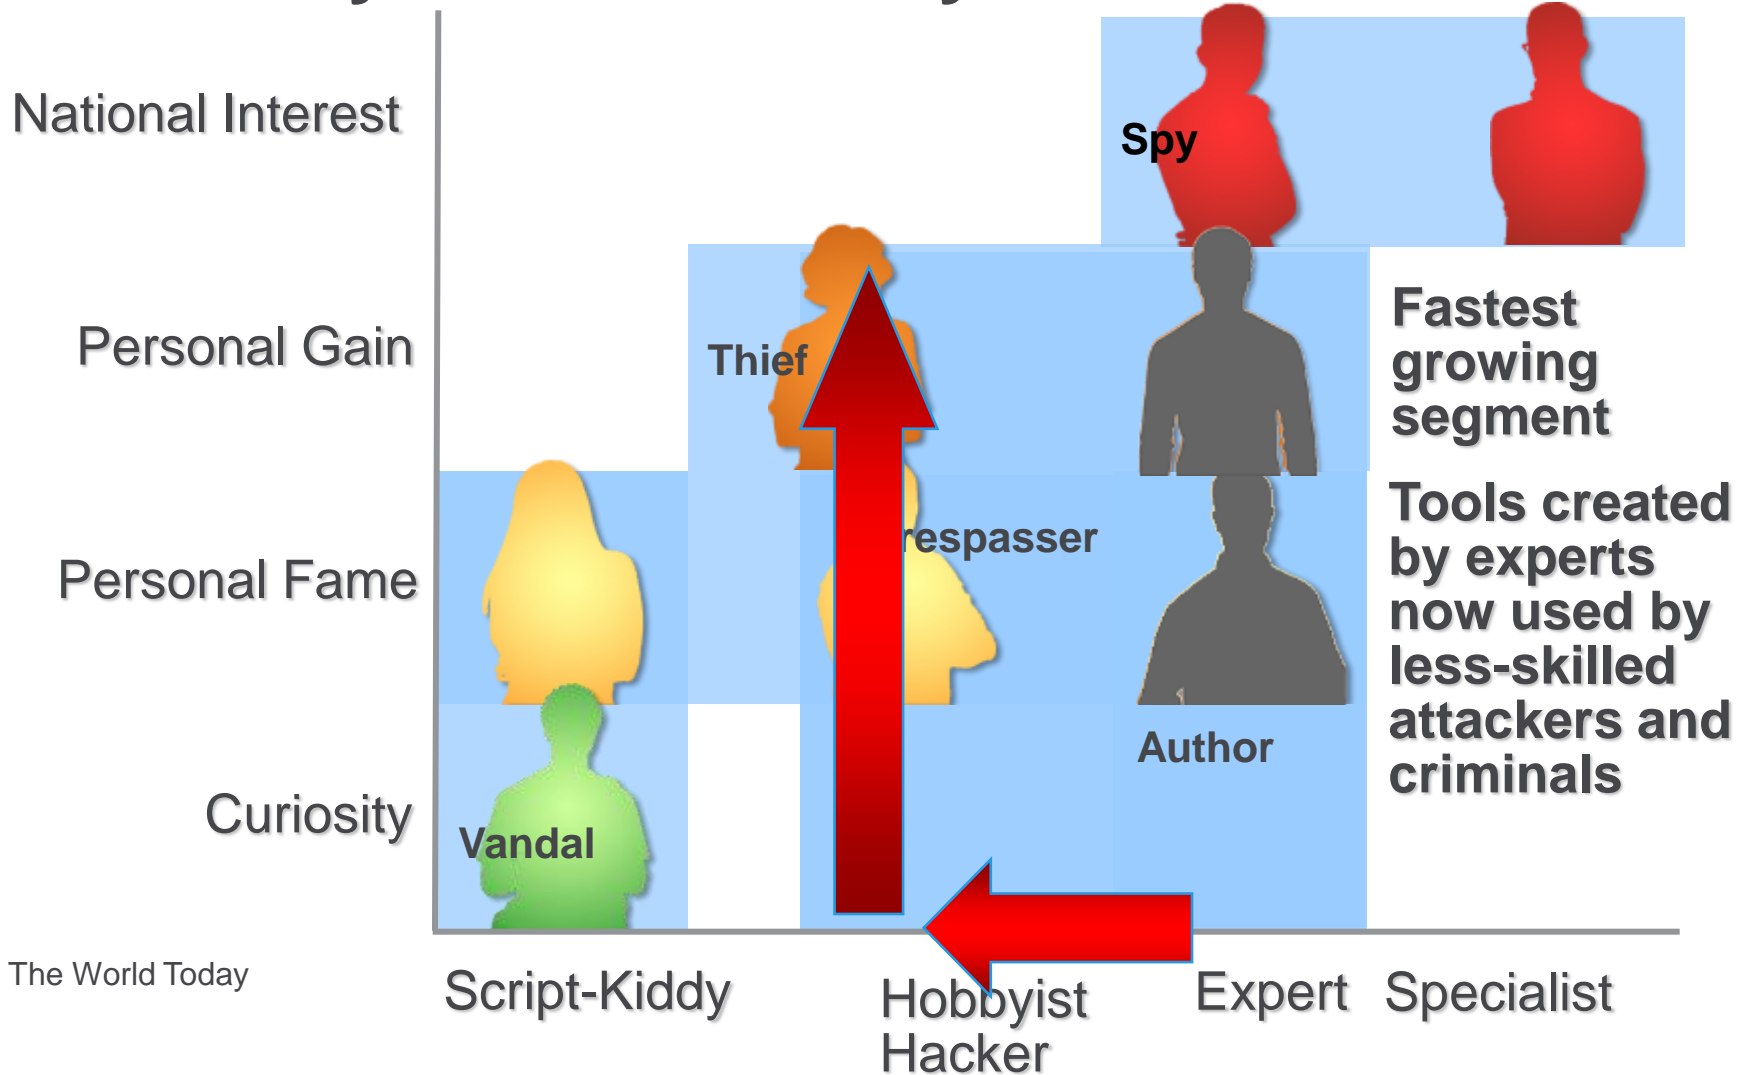 National Interest
Spy
Personal Gain
Thief
Fastest
growing
segment
Personal Fame
respasser
Tools created
by experts
now used by
less-skilled
attackers and
criminals
Author
Curiosity
Vandal
The World Today
Script-Kiddy
Hobbyist
Hacker
Expert
Specialist